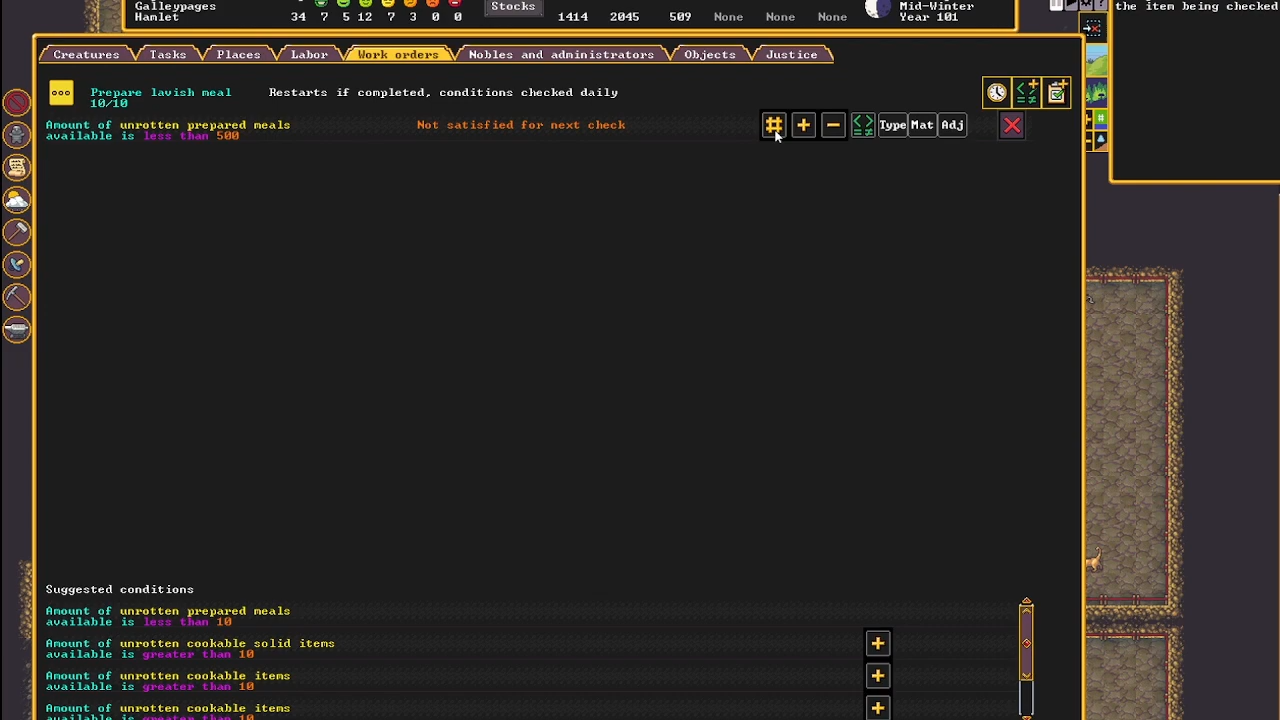 Galleypages
Hamlet
34 7 5 12 7 3 0 0
Stocks
1414 2045 509 None None None
Mid-Winter
Year 101
the item being checked
Creatures Tasks Places Labor Work orders Nobles and administrators Objects Justice
Prepare lavish meal Restarts if completed, conditions checked daily
10/10
Amount of unrotten prepared meals Not satisfied for next check
available is less than 500
Type Mat Adj
Suggested conditions
Amount of unrotten prepared meals
available is less than 10
Amount of unrotten cookable solid items
available is greater than 10
Amount of unrotten cookable items
available is greater than 10
Amount of unrotten cookable items
available is greater than 10